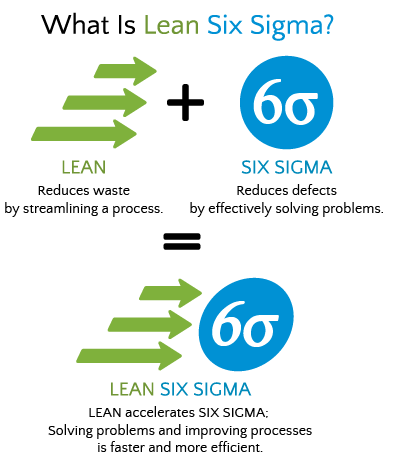 What Is Lean Six Sigma?
+
6σ
LEAN
Reduces waste
by streamlining a process.
SIX SIGMA
Reduces defects
by effectively solving problems.
=
6σ
LEAN SIX SIGMA
LEAN accelerates SIX SIGMA;
Solving problems and improving processes
is faster and more efficient.